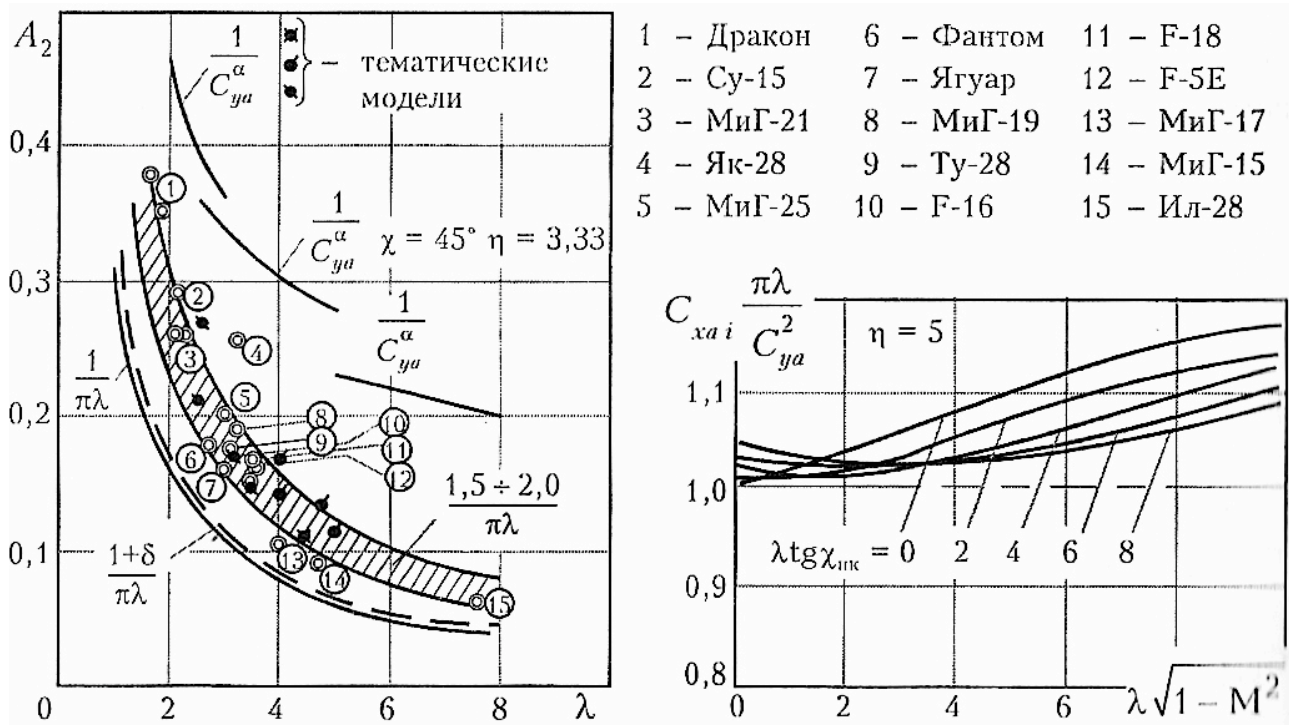 A₂
1/C_ya^α
} – тематические
модели
0,4
0,3
0,2
0,1
0 2 4 6 8 λ
1/C_ya^α χ = 45° η = 3,33
1/C_ya^α
1/πλ
(1+δ)/πλ
(1,5 ÷ 2,0)/πλ
1
2
3
4
5
6
7
8
9
10
11
12
13
14
15
1 – Дракон 6 – Фантом 11 – F-18
2 – Су-15 7 – Ягуар 12 – F-5E
3 – МиГ-21 8 – МиГ-19 13 – МиГ-17
4 – Як-28 9 – Ту-28 14 – МиГ-15
5 – МиГ-25 10 – F-16 15 – Ил-28
C_xa i πλ/C²_ya
η = 5
1,1
1,0
λtgχ_пк = 0 2 4 6 8
0,9
0,8
0 2 4 6 λ√1 – M²